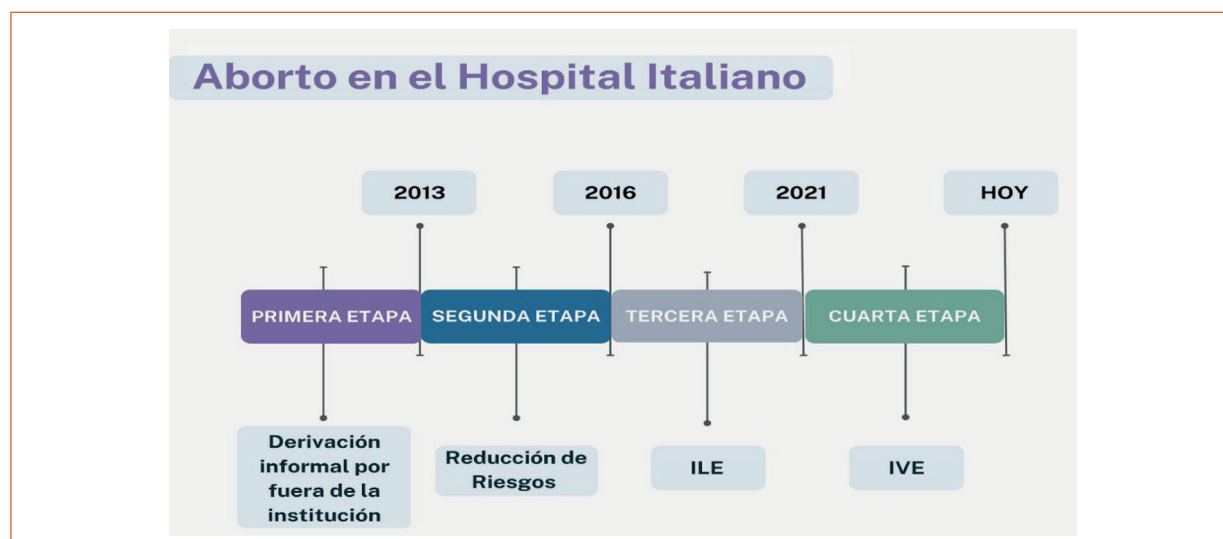 Aborto en el Hospital Italiano
2013
2016
2021
HOY
PRIMERA ETAPA
SEGUNDA ETAPA
TERCERA ETAPA
CUARTA ETAPA
Derivación
informal por
fuera de la
institución
Reducción de
Riesgos
ILE
IVE